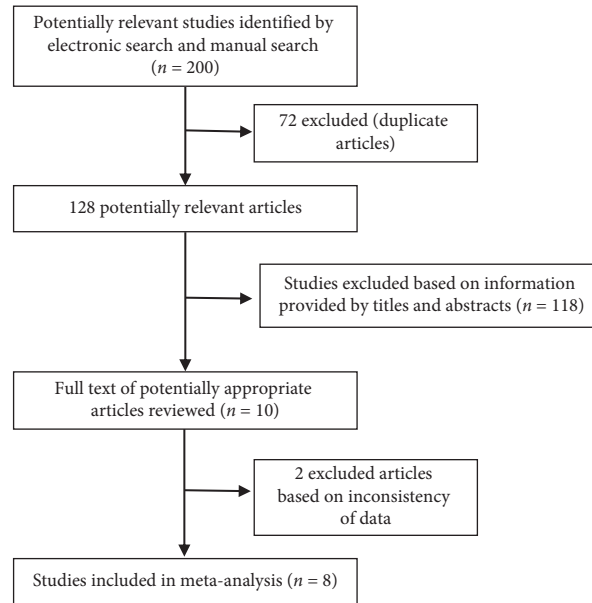 Potentially relevant studies identified by
electronic search and manual search
(n = 200)
72 excluded (duplicate
articles)
128 potentially relevant articles
Studies excluded based on information
provided by titles and abstracts (n = 118)
Full text of potentially appropriate
articles reviewed (n = 10)
2 excluded articles
based on inconsistency
of data
Studies included in meta-analysis (n = 8)